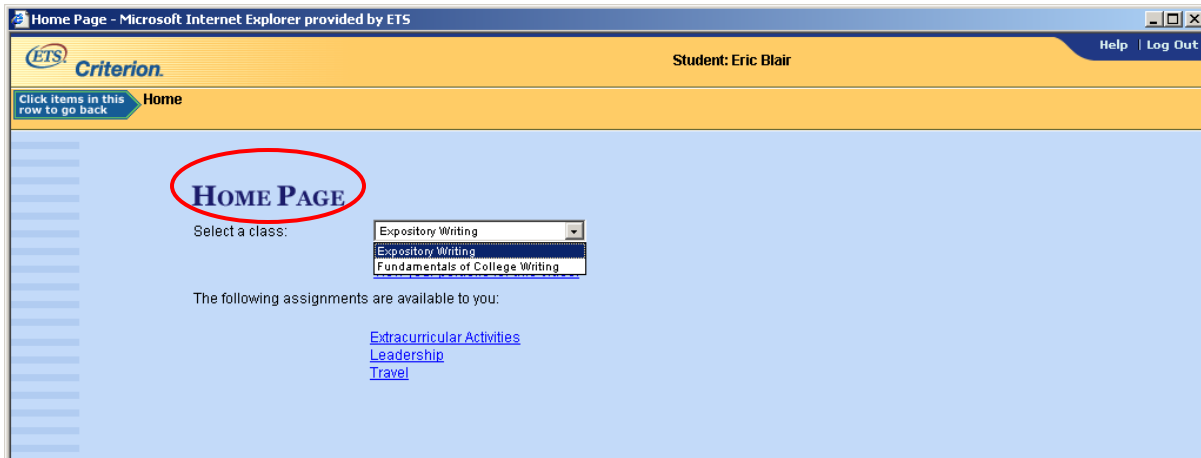 Home Page - Microsoft Internet Explorer provided by ETS
Help | Log Out
ETS
Criterion.
Student: Eric Blair
Click items in this
row to go back
Home
HOME PAGE
Select a class:
Expository Writing
Expository Writing
Fundamentals of College Writing
The following assignments are available to you:
Extracurricular Activities
Leadership
Travel